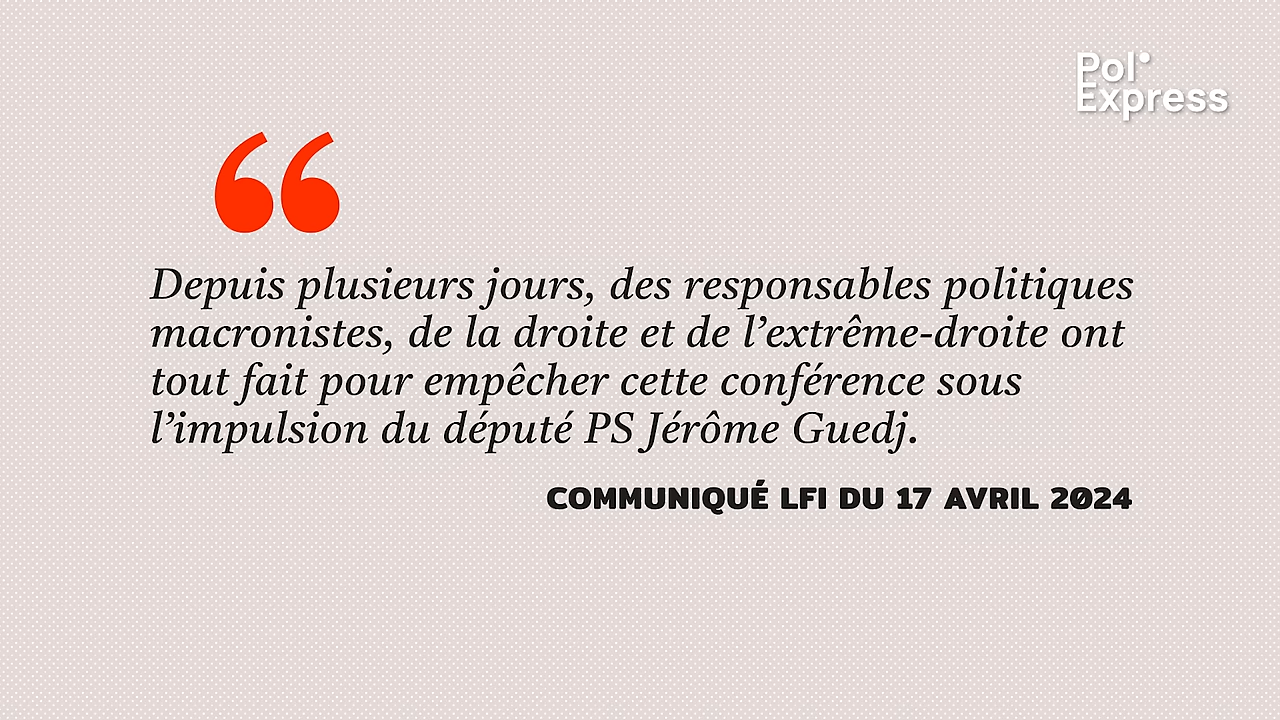 Pol'
Express
“
Depuis plusieurs jours, des responsables politiques
macronistes, de la droite et de l’extrême-droite ont
tout fait pour empêcher cette conférence sous
l’impulsion du député PS Jérôme Guedj.
COMMUNIQUÉ LFI DU 17 AVRIL 2024